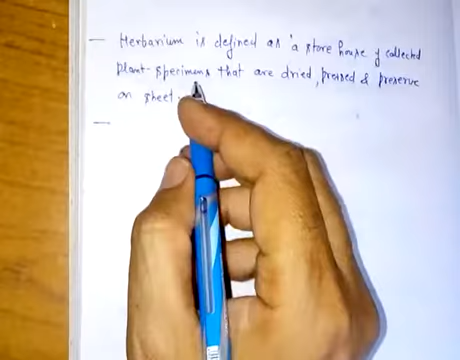 — Herbarium is defined as 'a store house of collected
plant specimens that are dried, pressed & preserve
on sheet.
—